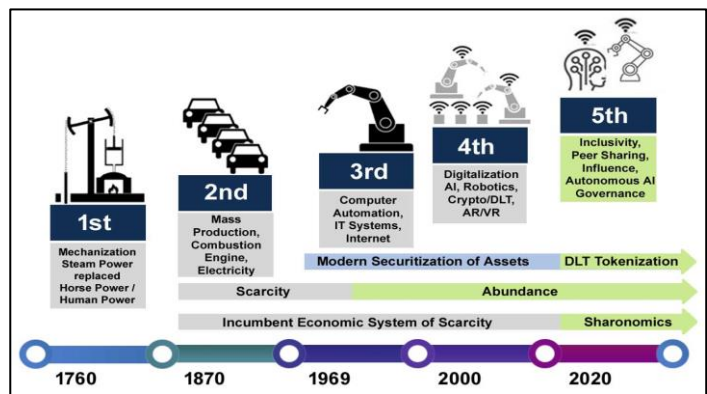 1st
Mechanization
Steam Power
replaced
Horse Power /
Human Power
2nd
Mass
Production,
Combustion
Engine,
Electricity
3rd
Computer
Automation,
IT Systems,
Internet
4th
Digitalization
AI, Robotics,
Crypto/DLT,
AR/VR
5th
Inclusivity,
Peer Sharing,
Influence,
Autonomous AI
Governance
Modern Securitization of Assets
DLT Tokenization
Scarcity
Abundance
Incumbent Economic System of Scarcity
Sharonomics
1760
1870
1969
2000
2020